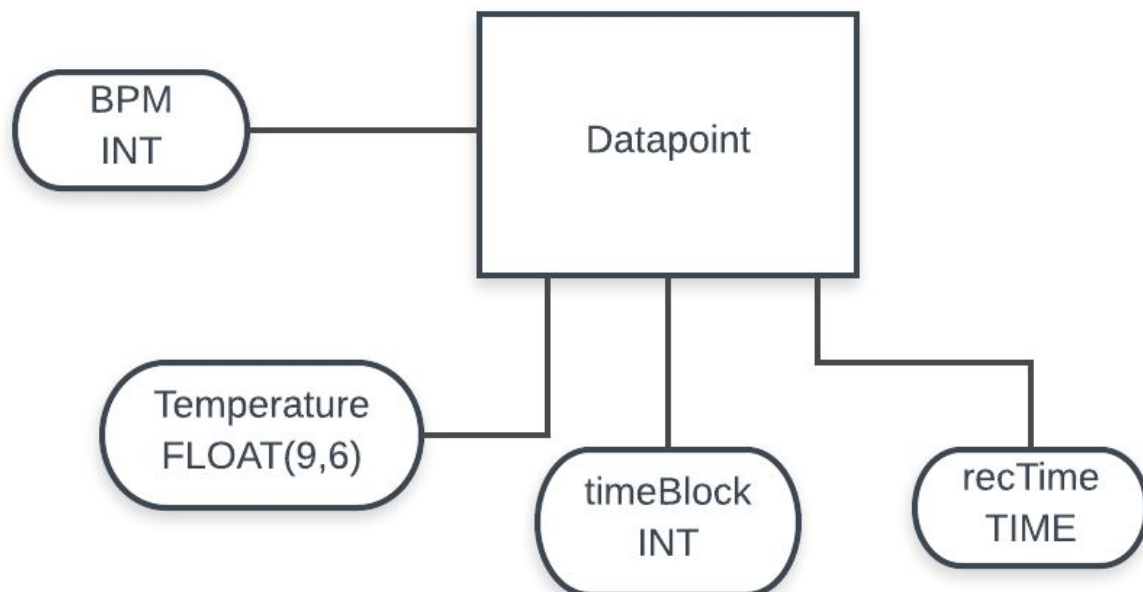 BPM
INT
Datapoint
Temperature
FLOAT(9,6)
timeBlock
INT
recTime
TIME